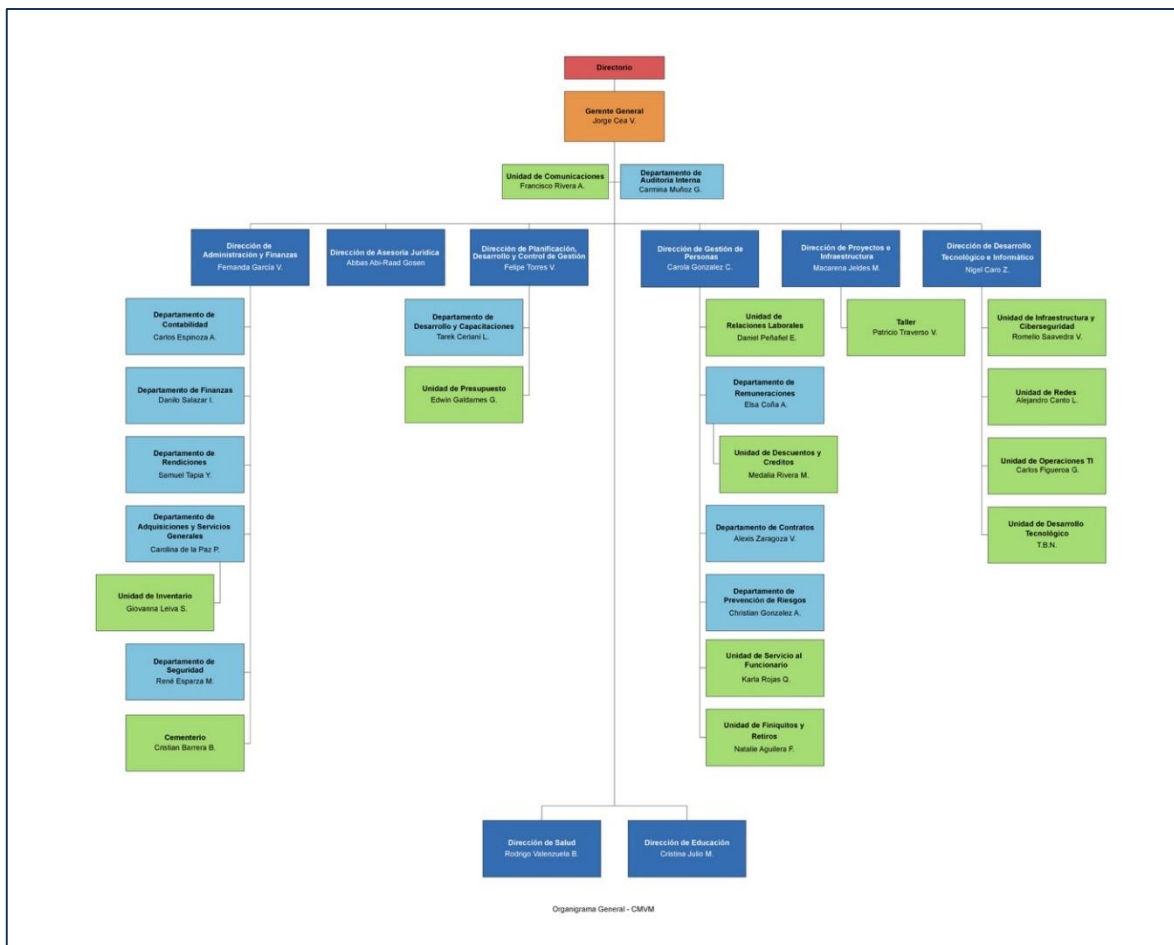 Directorio
Gerente General
Jorge Cea V.
Unidad de Comunicaciones
Francisco Rivera A.
Departamento de
Auditoria Interna
Carmina Muñoz G.
Dirección de
Administración y Finanzas
Fernanda García V.
Dirección de Asesoría Jurídica
Abbas Abi-Raad Gosen
Dirección de Planificación,
Desarrollo y Control de Gestión
Felipe Torres V.
Dirección de Gestión de
Personas
Carola Gonzalez C.
Dirección de Proyectos e
Infraestructura
Macarena Jeldes M.
Dirección de Desarrollo
Tecnológico e Informático
Nigel Caro Z.
Departamento de
Contabilidad
Carlos Espinoza A.
Departamento de Finanzas
Danilo Salazar I.
Departamento de
Rendiciones
Samuel Tapia Y.
Departamento de
Adquisiciones y Servicios
Generales
Carolina de la Paz P.
Unidad de Inventario
Giovanna Leiva S.
Departamento de
Seguridad
René Esparza M.
Cementerio
Cristian Barrera B.
Departamento de
Desarrollo y Capacitaciones
Tarek Ceriani L.
Unidad de Presupuesto
Edwin Galdames G.
Unidad de
Relaciones Laborales
Daniel Peñafiel E.
Departamento de
Remuneraciones
Elsa Coña A.
Unidad de Descuentos y
Creditos
Medalia Rivera M.
Departamento de Contratos
Alexis Zaragoza V.
Departamento de
Prevención de Riesgos
Christian Gonzalez A.
Unidad de Servicio al
Funcionario
Karla Rojas Q.
Unidad de Finiquitos y
Retiros
Natalie Aguilera F.
Taller
Patricio Traverso V.
Unidad de Infraestructura y
Ciberseguridad
Romelio Saavedra V.
Unidad de Redes
Alejandro Canto L.
Unidad de Operaciones TI
Carlos Figueroa G.
Unidad de Desarrollo
Tecnológico
T.B.N.
Dirección de Salud
Rodrigo Valenzuela B.
Dirección de Educación
Cristina Julio M.
Organigrama General - CMVM